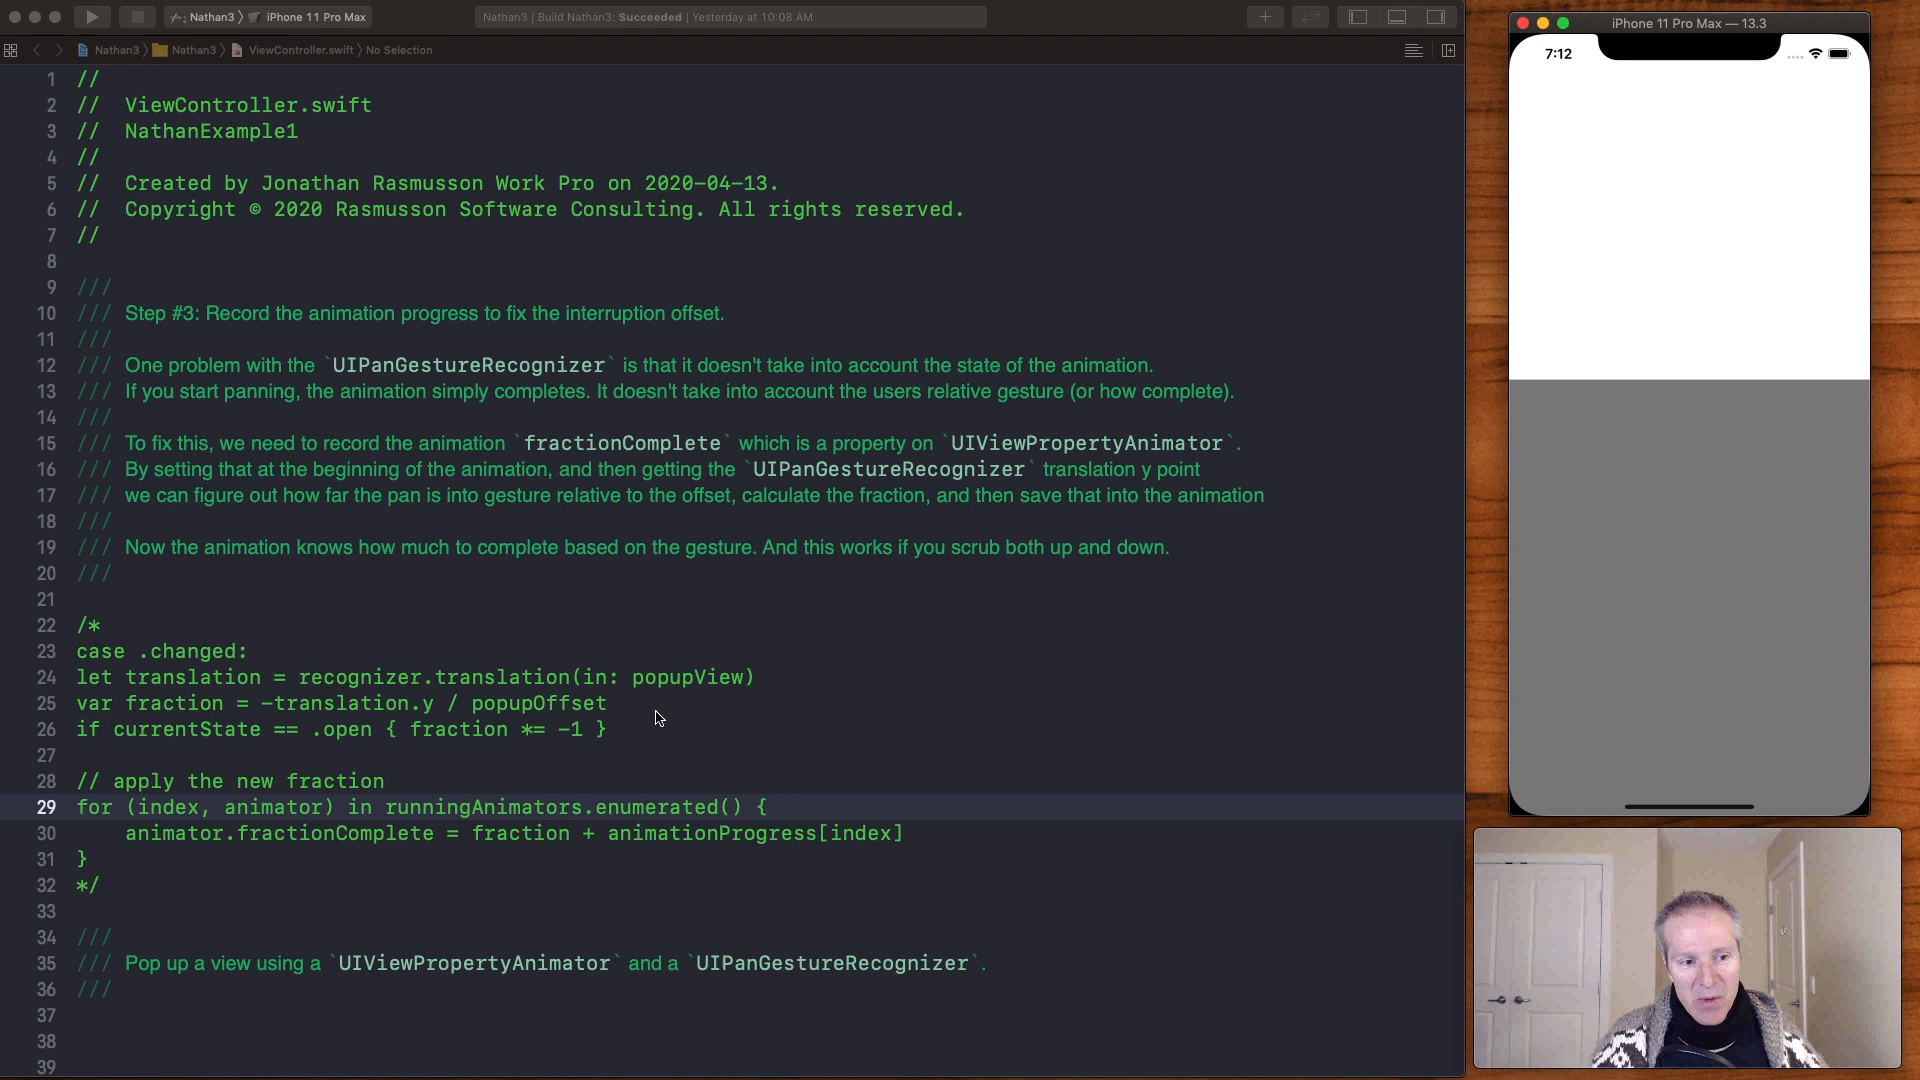 Nathan3 〉 iPhone 11 Pro Max
Nathan3 | Build Nathan3: Succeeded | Yesterday at 10:08 AM
Nathan3 〉 Nathan3 〉 ViewController.swift 〉 No Selection
1 //
2 //  ViewController.swift
3 //  NathanExample1
4 //
5 //  Created by Jonathan Rasmusson Work Pro on 2020-04-13.
6 //  Copyright © 2020 Rasmusson Software Consulting. All rights reserved.
7 //
8
9 ///
10 /// Step #3: Record the animation progress to fix the interruption offset.
11 ///
12 /// One problem with the `UIPanGestureRecognizer` is that it doesn't take into account the state of the animation.
13 /// If you start panning, the animation simply completes. It doesn't take into account the users relative gesture (or how complete).
14 ///
15 /// To fix this, we need to record the animation `fractionComplete` which is a property on `UIViewPropertyAnimator`.
16 /// By setting that at the beginning of the animation, and then getting the `UIPanGestureRecognizer` translation y point
17 /// we can figure out how far the pan is into gesture relative to the offset, calculate the fraction, and then save that into the animation
18 ///
19 /// Now the animation knows how much to complete based on the gesture. And this works if you scrub both up and down.
20 ///
21
22 /*
23 case .changed:
24 let translation = recognizer.translation(in: popupView)
25 var fraction = -translation.y / popupOffset
26 if currentState == .open { fraction *= -1 }
27
28 // apply the new fraction
29 for (index, animator) in runningAnimators.enumerated() {
30     animator.fractionComplete = fraction + animationProgress[index]
31 }
32 */
33
34 ///
35 /// Pop up a view using a `UIViewPropertyAnimator` and a `UIPanGestureRecognizer`.
36 ///
37
38
39
iPhone 11 Pro Max — 13.3
7:12